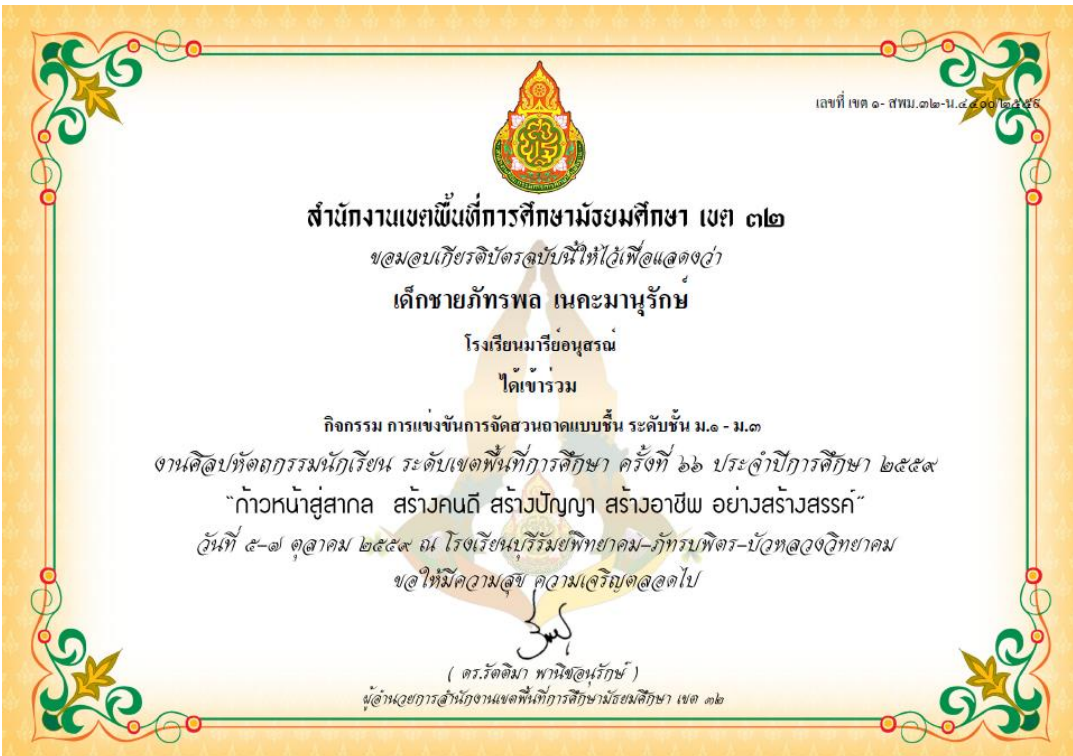 เลขที่ เขต ๑- สพม.๓๒-น.๔๔๐๐/๒๕๕๙
สำนักงานเขตพื้นที่การศึกษามัธยมศึกษา เขต ๓๒
ขอมอบเกียรติบัตรฉบับนี้ให้ไว้เพื่อแสดงว่า
เด็กชายภัทรพล เนคะมานุรักษ์
โรงเรียนมารีย์อนุสรณ์
ได้เข้าร่วม
กิจกรรม การแข่งขันการจัดสวนถาดแบบชื้น ระดับชั้น ม.๑ - ม.๓
งานศิลปหัตถกรรมนักเรียน ระดับเขตพื้นที่การศึกษา ครั้งที่ ๖๖ ประจำปีการศึกษา ๒๕๕๙
“ก้าวหน้าสู่สากล สร้างคนดี สร้างปัญญา สร้างอาชีพ อย่างสร้างสรรค์”
วันที่ ๕-๗ ตุลาคม ๒๕๕๙ ณ โรงเรียนบุรีรัมย์พิทยาคม-ภัทรบพิตร-บัวหลวงวิทยาคม
ขอให้มีความสุข ความเจริญตลอดไป
( ดร.รัตติมา พานิชอนุรักษ์ )
ผู้อำนวยการสำนักงานเขตพื้นที่การศึกษามัธยมศึกษา เขต ๓๒